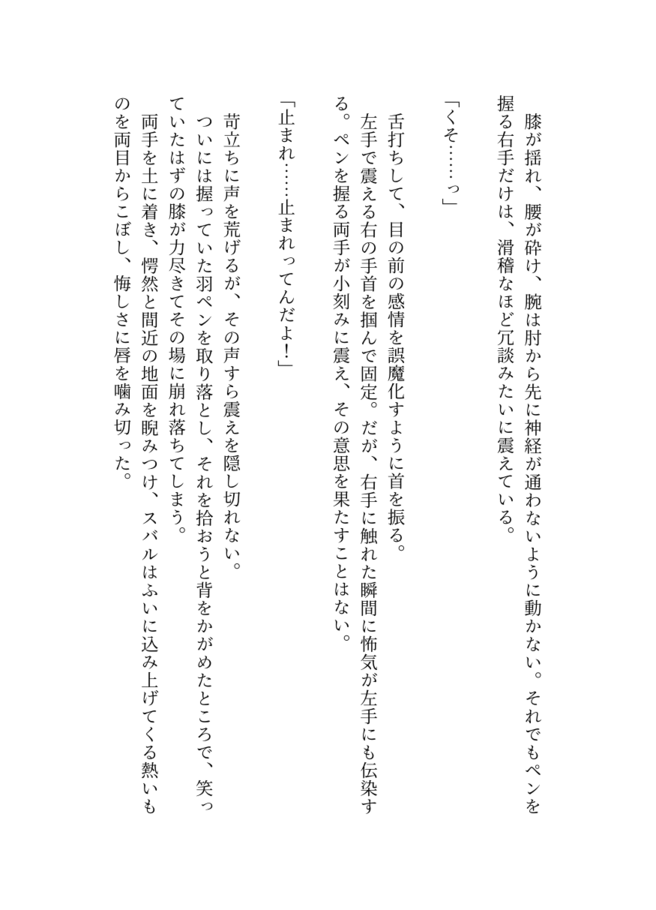 膝が揺れ、腰が砕け、腕は肘から先に神経が通わないように動かない。それでもペンを
握る右手だけは、滑稽なほど冗談みたいに震えている。
「くそ……っ」
舌打ちして、目の前の感情を誤魔化すように首を振る。
左手で震える右の手首を掴んで固定。だが、右手に触れた瞬間に怖気が左手にも伝染す
る。ペンを握る両手が小刻みに震え、その意思を果たすことはない。
「止まれ……止まれってんだよ！」
苛立ちに声を荒げるが、その声すら震えを隠し切れない。
ついには握っていた羽ペンを取り落とし、それを拾おうと背をかがめたところで、笑っ
ていたはずの膝が力尽きてその場に崩れ落ちてしまう。
両手を土に着き、愕然と間近の地面を睨みつけ、スバルはふいに込み上げてくる熱いも
のを両目からこぼし、悔しさに唇を噛み切った。